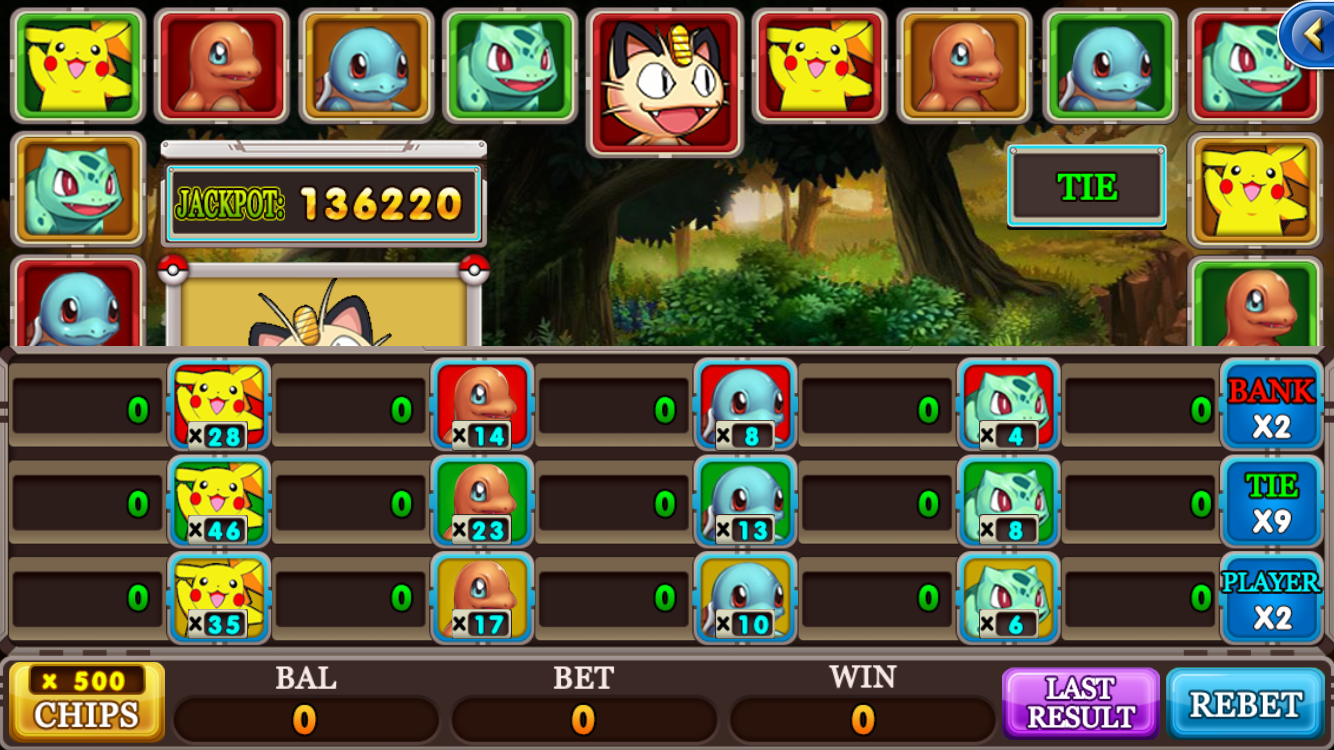 JACKPOT: 136220
TIE
0 ×28 0 ×14 0 ×8 0 ×4 0 BANK X2
0 ×46 0 ×23 0 ×13 0 ×8 0 TIE X9
0 ×35 0 ×17 0 ×10 0 ×6 0 PLAYER X2
× 500
CHIPS
BAL
0
BET
0
WIN
0
LAST
RESULT
REBET